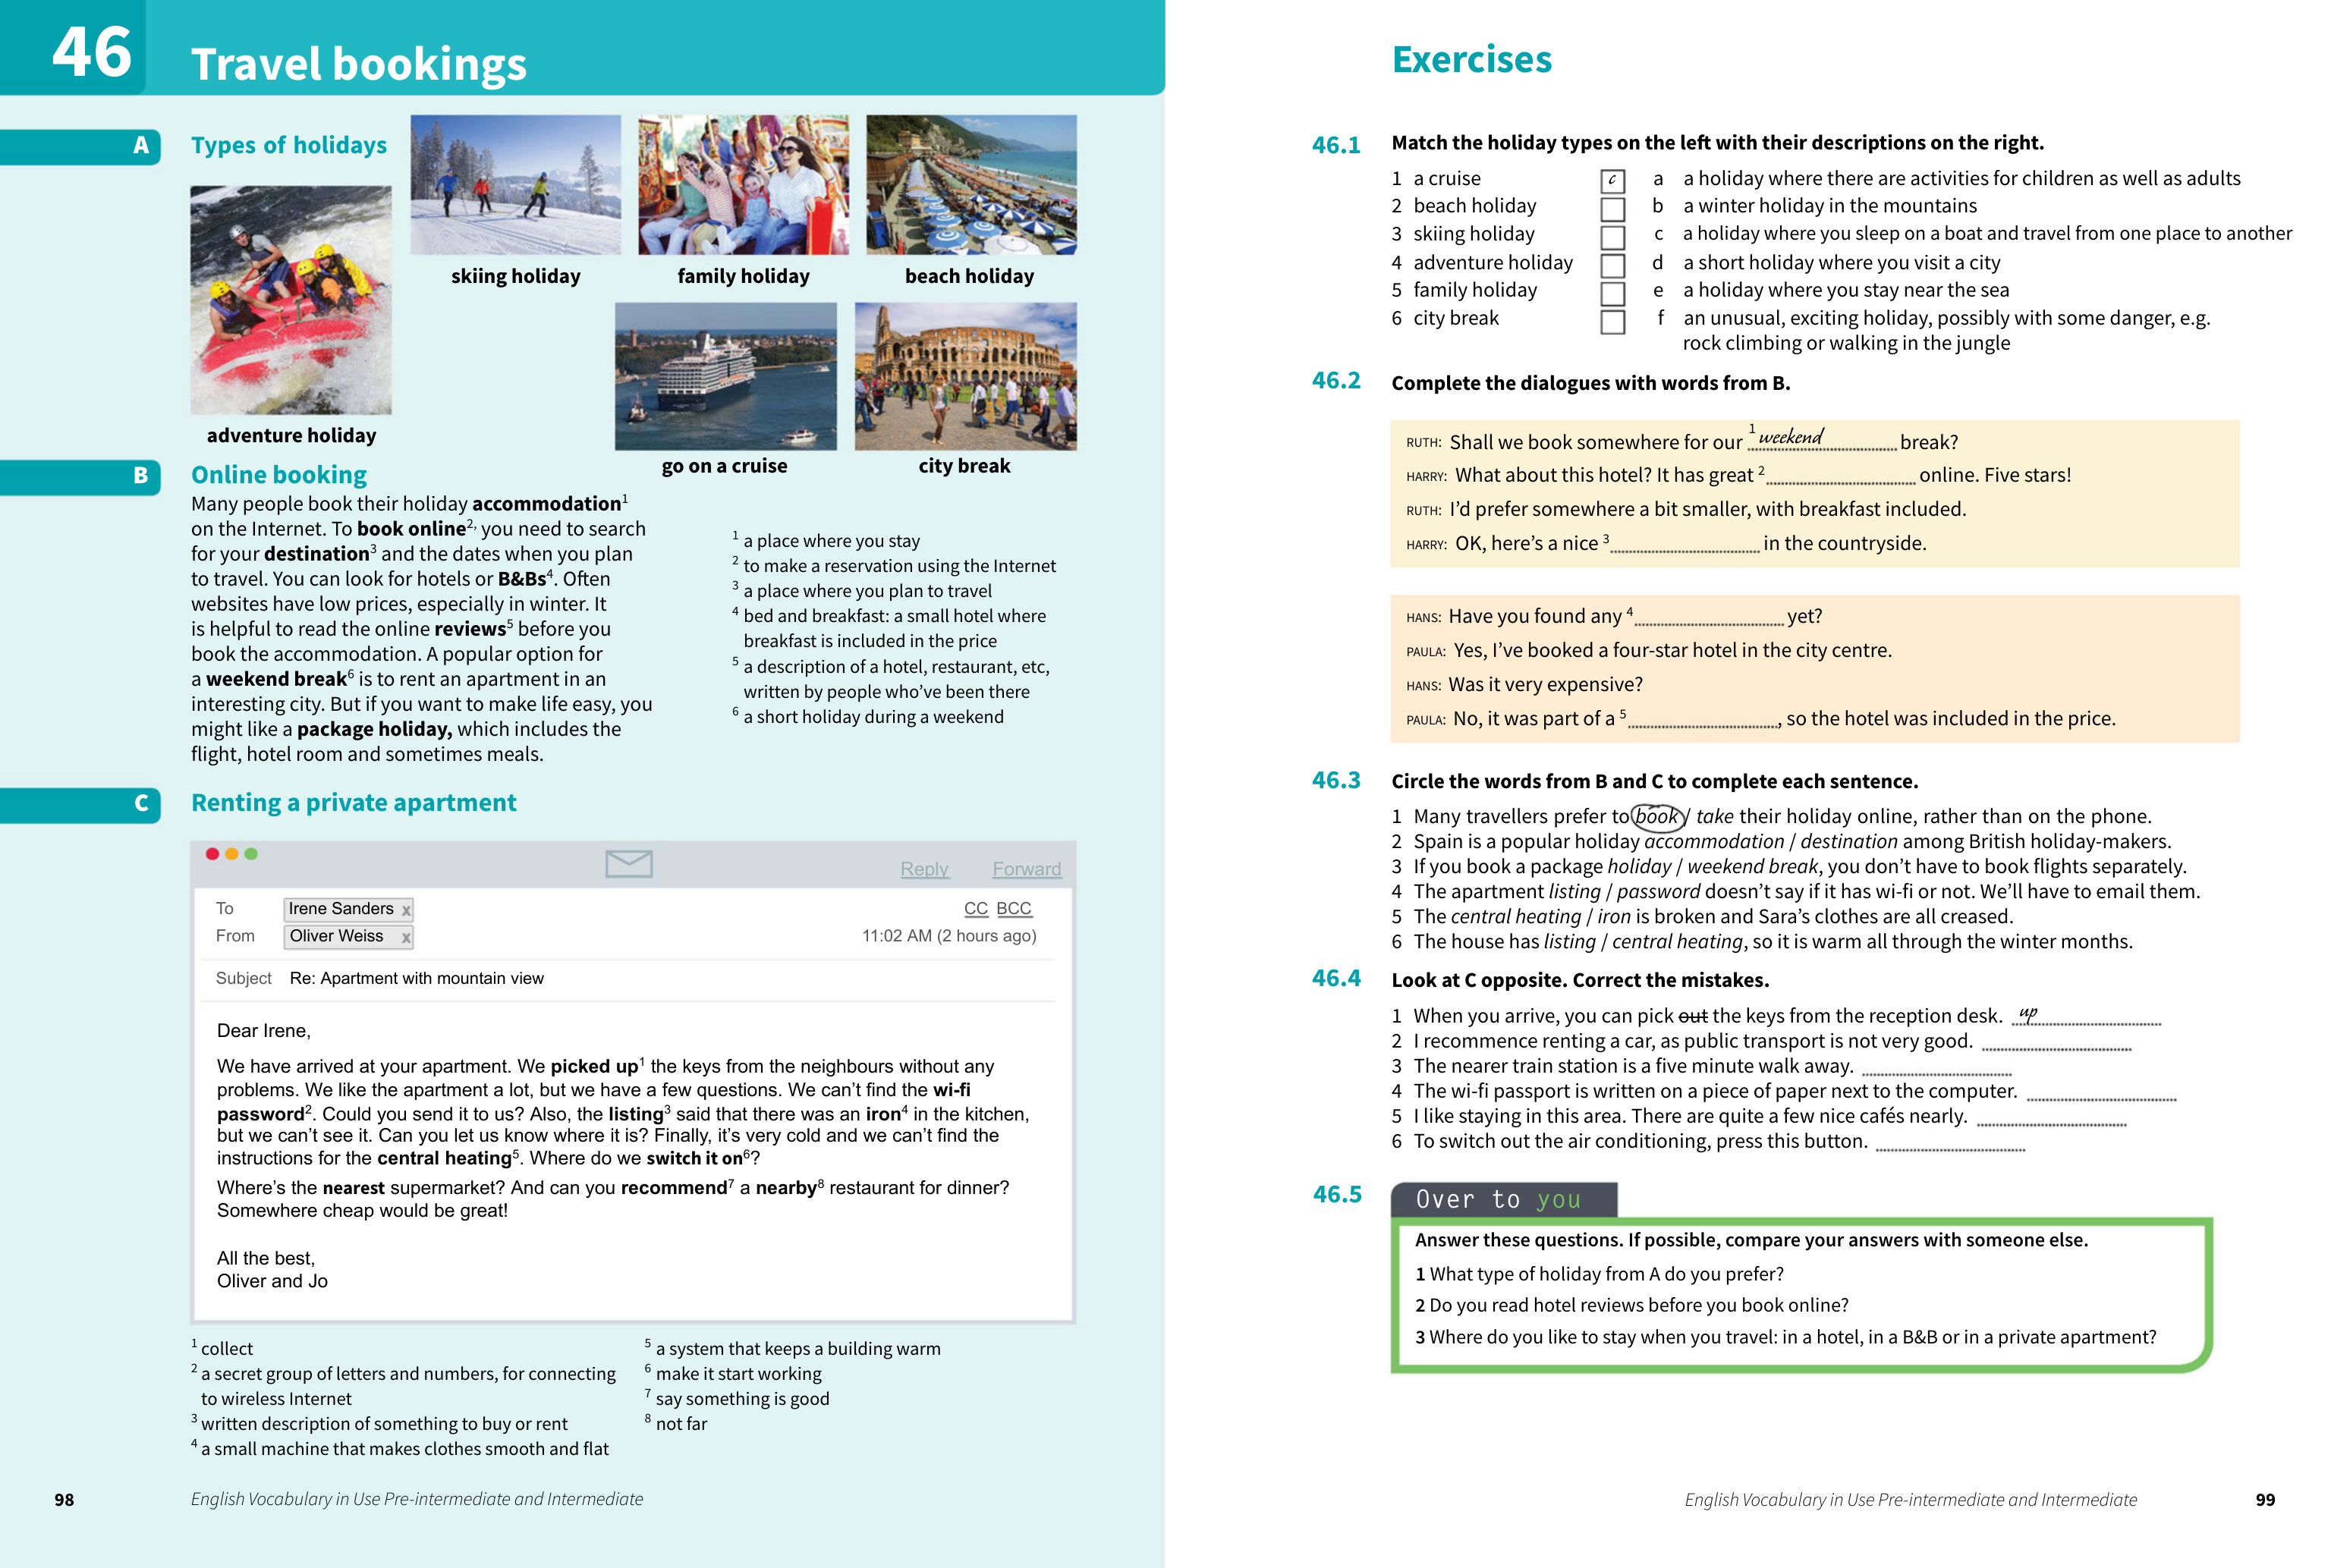 46
Travel bookings
A
Types of holidays
skiing holiday
family holiday
beach holiday
adventure holiday
go on a cruise
city break
B
Online booking
Many people book their holiday accommodation1
on the Internet. To book online2, you need to search
for your destination3 and the dates when you plan
to travel. You can look for hotels or B&Bs4. Often
websites have low prices, especially in winter. It
is helpful to read the online reviews5 before you
book the accommodation. A popular option for
a weekend break6 is to rent an apartment in an
interesting city. But if you want to make life easy, you
might like a package holiday, which includes the
flight, hotel room and sometimes meals.
1 a place where you stay
2 to make a reservation using the Internet
3 a place where you plan to travel
4 bed and breakfast: a small hotel where
breakfast is included in the price
5 a description of a hotel, restaurant, etc,
written by people who've been there
6 a short holiday during a weekend
C
Renting a private apartment
Reply Forward
To Irene Sanders x CC BCC
From Oliver Weiss x 11:02 AM (2 hours ago)
Subject Re: Apartment with mountain view
Dear Irene,
We have arrived at your apartment. We picked up1 the keys from the neighbours without any
problems. We like the apartment a lot, but we have a few questions. We can't find the wi-fi
password2. Could you send it to us? Also, the listing3 said that there was an iron4 in the kitchen,
but we can't see it. Can you let us know where it is? Finally, it's very cold and we can't find the
instructions for the central heating5. Where do we switch it on6?
Where's the nearest supermarket? And can you recommend7 a nearby8 restaurant for dinner?
Somewhere cheap would be great!
All the best,
Oliver and Jo
1 collect
2 a secret group of letters and numbers, for connecting
to wireless Internet
3 written description of something to buy or rent
4 a small machine that makes clothes smooth and flat
5 a system that keeps a building warm
6 make it start working
7 say something is good
8 not far
98 English Vocabulary in Use Pre-intermediate and Intermediate
Exercises
46.1 Match the holiday types on the left with their descriptions on the right.
1 a cruise c a a holiday where there are activities for children as well as adults
2 beach holiday b a winter holiday in the mountains
3 skiing holiday c a holiday where you sleep on a boat and travel from one place to another
4 adventure holiday d a short holiday where you visit a city
5 family holiday e a holiday where you stay near the sea
6 city break f an unusual, exciting holiday, possibly with some danger, e.g.
rock climbing or walking in the jungle
46.2 Complete the dialogues with words from B.
RUTH: Shall we book somewhere for our 1 weekend break?
HARRY: What about this hotel? It has great 2 online. Five stars!
RUTH: I'd prefer somewhere a bit smaller, with breakfast included.
HARRY: OK, here's a nice 3 in the countryside.
HANS: Have you found any 4 yet?
PAULA: Yes, I've booked a four-star hotel in the city centre.
HANS: Was it very expensive?
PAULA: No, it was part of a 5 , so the hotel was included in the price.
46.3 Circle the words from B and C to complete each sentence.
1 Many travellers prefer to book / take their holiday online, rather than on the phone.
2 Spain is a popular holiday accommodation / destination among British holiday-makers.
3 If you book a package holiday / weekend break, you don't have to book flights separately.
4 The apartment listing / password doesn't say if it has wi-fi or not. We'll have to email them.
5 The central heating / iron is broken and Sara's clothes are all creased.
6 The house has listing / central heating, so it is warm all through the winter months.
46.4 Look at C opposite. Correct the mistakes.
1 When you arrive, you can pick out the keys from the reception desk. up
2 I recommence renting a car, as public transport is not very good.
3 The nearer train station is a five minute walk away.
4 The wi-fi passport is written on a piece of paper next to the computer.
5 I like staying in this area. There are quite a few nice cafés nearly.
6 To switch out the air conditioning, press this button.
46.5 Over to you
Answer these questions. If possible, compare your answers with someone else.
1 What type of holiday from A do you prefer?
2 Do you read hotel reviews before you book online?
3 Where do you like to stay when you travel: in a hotel, in a B&B or in a private apartment?
English Vocabulary in Use Pre-intermediate and Intermediate 99